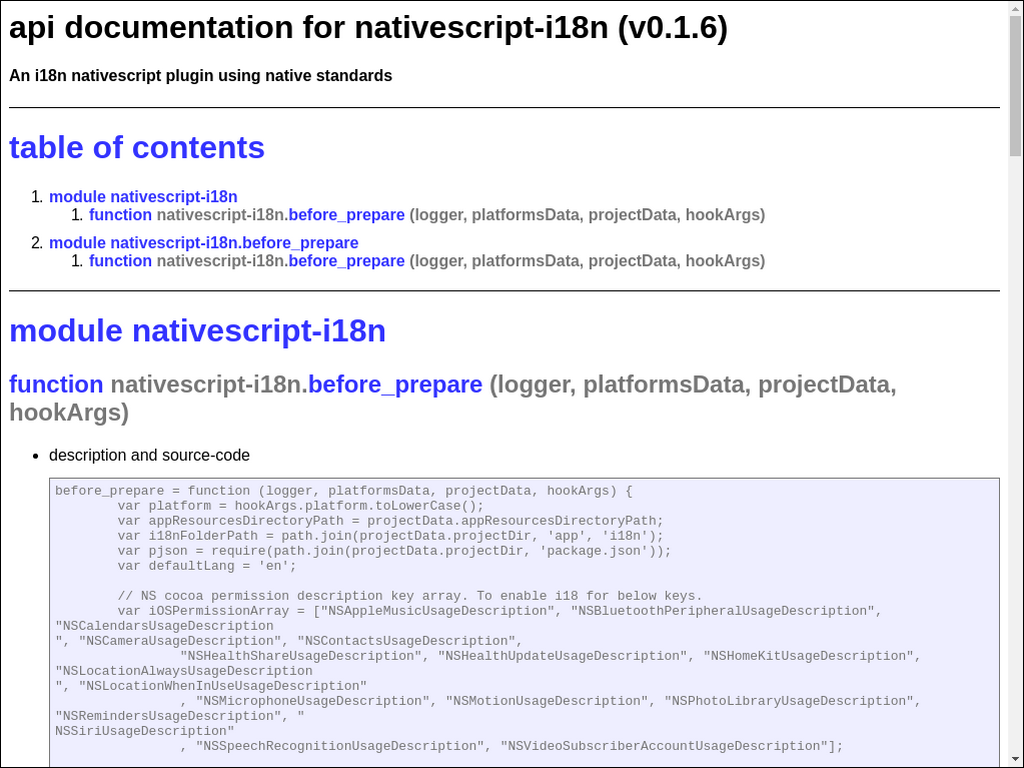 api documentation for nativescript-i18n (v0.1.6)
An i18n nativescript plugin using native standards
table of contents
1. module nativescript-i18n
1. function nativescript-i18n.before_prepare (logger, platformsData, projectData, hookArgs)
2. module nativescript-i18n.before_prepare
1. function nativescript-i18n.before_prepare (logger, platformsData, projectData, hookArgs)
module nativescript-i18n
function nativescript-i18n.before_prepare (logger, platformsData, projectData,
hookArgs)
• description and source-code
before_prepare = function (logger, platformsData, projectData, hookArgs) {
        var platform = hookArgs.platform.toLowerCase();
        var appResourcesDirectoryPath = projectData.appResourcesDirectoryPath;
        var i18nFolderPath = path.join(projectData.projectDir, 'app', 'i18n');
        var pjson = require(path.join(projectData.projectDir, 'package.json'));
        var defaultLang = 'en';
        // NS cocoa permission description key array. To enable i18 for below keys.
        var iOSPermissionArray = ["NSAppleMusicUsageDescription", "NSBluetoothPeripheralUsageDescription",
"NSCalendarsUsageDescription
", "NSCameraUsageDescription", "NSContactsUsageDescription",
                "NSHealthShareUsageDescription", "NSHealthUpdateUsageDescription", "NSHomeKitUsageDescription",
"NSLocationAlwaysUsageDescription
", "NSLocationWhenInUseUsageDescription"
                , "NSMicrophoneUsageDescription", "NSMotionUsageDescription", "NSPhotoLibraryUsageDescription",
"NSRemindersUsageDescription", "
NSSiriUsageDescription"
                , "NSSpeechRecognitionUsageDescription", "NSVideoSubscriberAccountUsageDescription"];